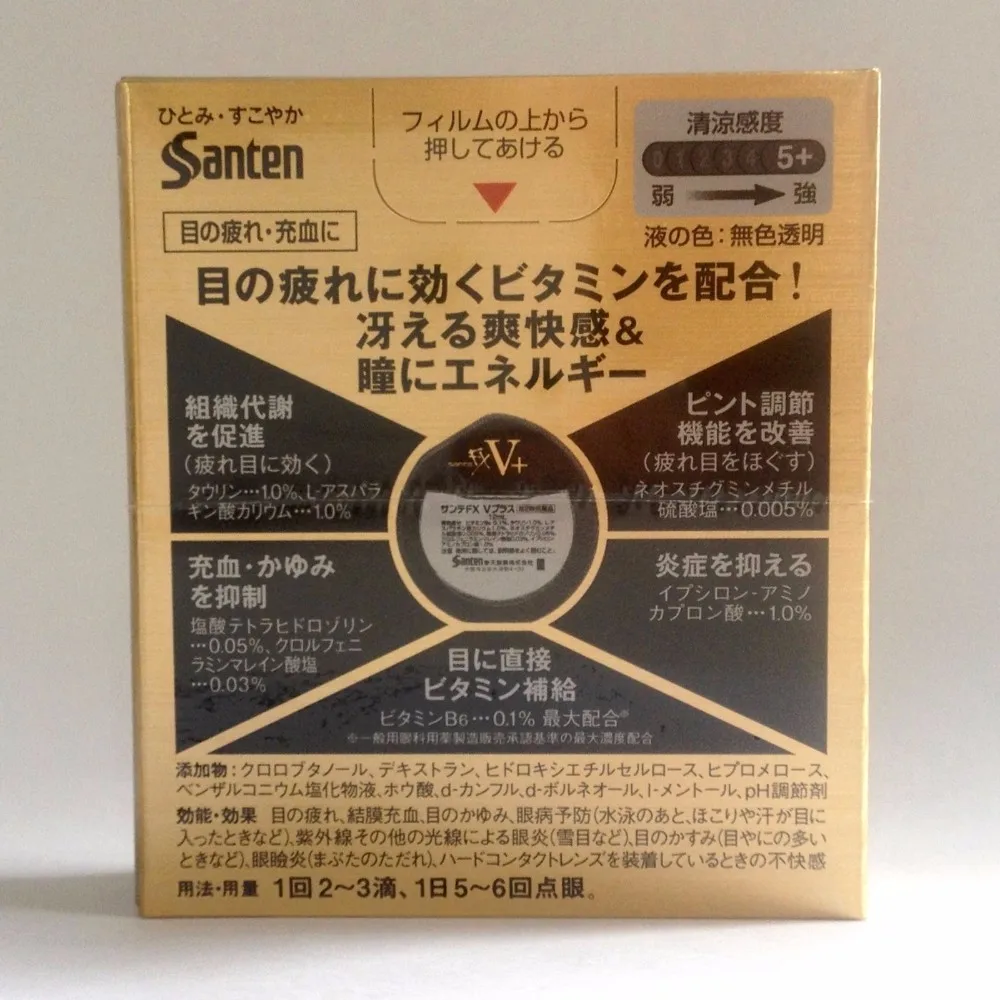 ひとみ・すこやか
Santen
フィルムの上から
押してあける
清涼感度
0 1 2 3 4 5+
弱 強
液の色:無色透明
目の疲れ・充血に
目の疲れに効くビタミンを配合!
冴える爽快感&
瞳にエネルギー
組織代謝
を促進
(疲れ目に効く)
タウリン…1.0%、L-アスパラ
ギン酸カリウム…1.0%
ピント調節
機能を改善
(疲れ目をほぐす)
ネオスチグミンメチル
硫酸塩…0.005%
sante FX V+
サンテFX Vプラス
12mL
Santen 参天製薬株式会社
充血・かゆみ
を抑制
塩酸テトラヒドロゾリン
…0.05%、クロルフェニ
ラミンマレイン酸塩
…0.03%
炎症を抑える
イプシロン-アミノ
カプロン酸…1.0%
目に直接
ビタミン補給
ビタミンB6…0.1% 最大配合※
※一般用眼科用薬製造販売承認基準の最大濃度配合
添加物:クロロブタノール、デキストラン、ヒドロキシエチルセルロース、ヒプロメロース、
ベンザルコニウム塩化物液、ホウ酸、d-カンフル、d-ボルネオール、l-メントール、pH調節剤
効能・効果 目の疲れ、結膜充血、目のかゆみ、眼病予防(水泳のあと、ほこりや汗が目に
入ったときなど)、紫外線その他の光線による眼炎(雪目など)、目のかすみ(目やにの多い
ときなど)、眼瞼炎(まぶたのただれ)、ハードコンタクトレンズを装着しているときの不快感
用法・用量 1回2〜3滴、1日5〜6回点眼。